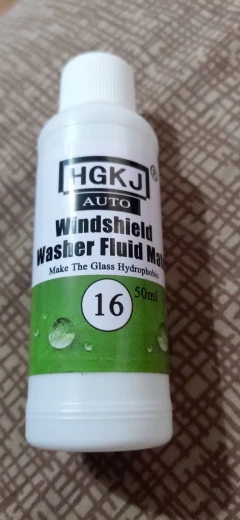 HGKJ ®
AUTO
Windshield
Washer Fluid
Make The Glass Hydrophobic
16
50ml